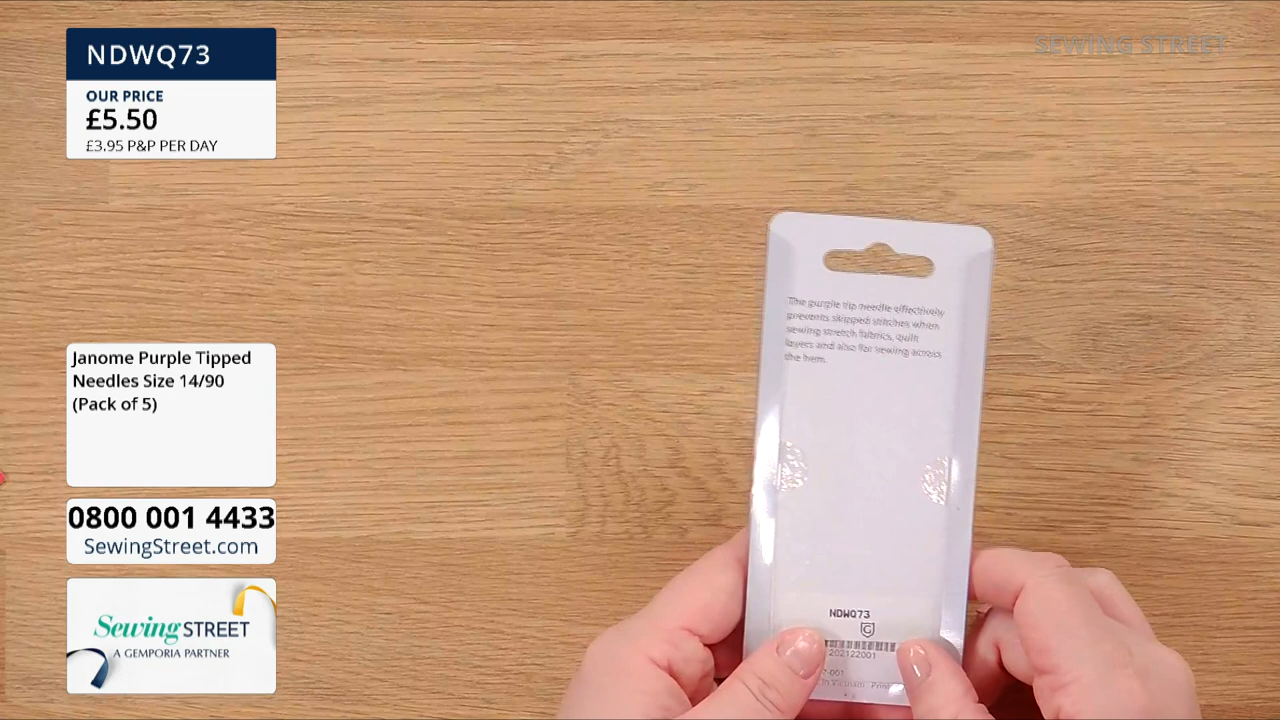 NDWQ73
OUR PRICE
£5.50
£3.95 P&P PER DAY
SEWING STREET
The purple tip needle effectively
prevents skipped stitches when
sewing stretch fabrics, quilt
layers and also for sewing across
the hem.
Janome Purple Tipped
Needles Size 14/90
(Pack of 5)
0800 001 4433
SewingStreet.com
Sewing STREET
A GEMPORIA PARTNER
NDWQ73
202122001
Vietnam